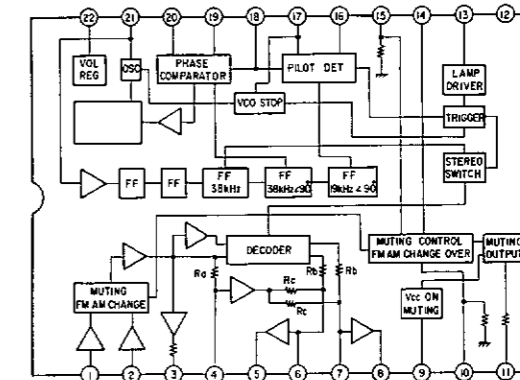 22 21 20 19 18 17 16 15 14 13 12
VOL
REG
OSC
PHASE
COMPARATOR
PILOT DET
LAMP
DRIVER
VCO STOP
TRIGGER
STEREO
SWITCH
FF
FF
FF
38kHz
FF
38kHz∠90°
FF
19kHz∠90°
DECODER
Ra
Rb
Rb
Rc
Rc
MUTING
FM AM CHANGE
MUTING CONTROL
FM AM CHANGE OVER
MUTING
OUTPUT
Vcc ON
MUTING
1 2 3 4 5 6 7 8 9 10 11